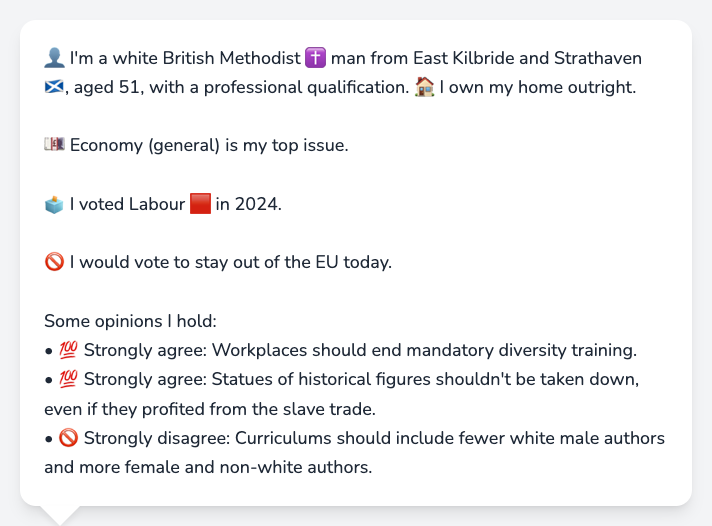 👤 I'm a white British Methodist ✝️ man from East Kilbride and Strathaven
🏴󠁧󠁢󠁳󠁣󠁴󠁿, aged 51, with a professional qualification. 🏠 I own my home outright.
💷 Economy (general) is my top issue.
🗳️ I voted Labour 🟥 in 2024.
🚫 I would vote to stay out of the EU today.
Some opinions I hold:
• 💯 Strongly agree: Workplaces should end mandatory diversity training.
• 💯 Strongly agree: Statues of historical figures shouldn't be taken down,
even if they profited from the slave trade.
• 🚫 Strongly disagree: Curriculums should include fewer white male authors
and more female and non-white authors.